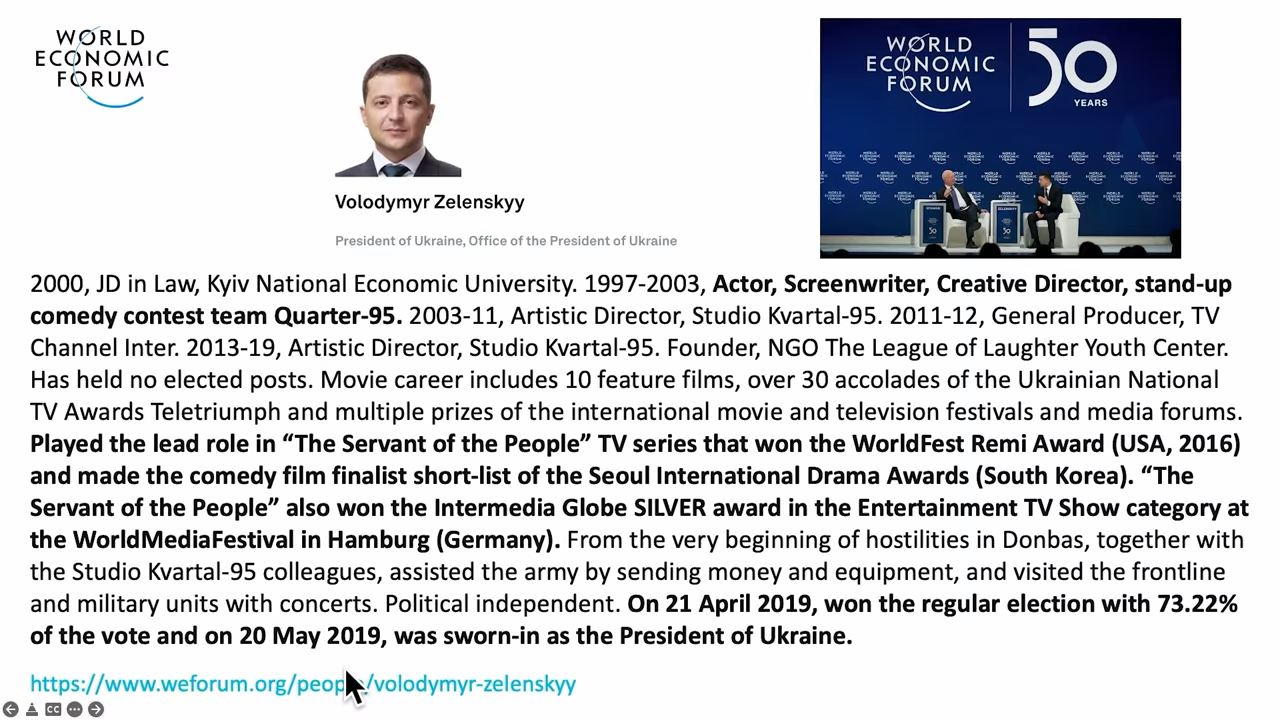 WORLD
ECONOMIC
FORUM
WORLD
ECONOMIC
FORUM
50
YEARS
Volodymyr Zelenskyy
President of Ukraine, Office of the President of Ukraine
2000, JD in Law, Kyiv National Economic University. 1997-2003, Actor, Screenwriter, Creative Director, stand-up
comedy contest team Quarter-95. 2003-11, Artistic Director, Studio Kvartal-95. 2011-12, General Producer, TV
Channel Inter. 2013-19, Artistic Director, Studio Kvartal-95. Founder, NGO The League of Laughter Youth Center.
Has held no elected posts. Movie career includes 10 feature films, over 30 accolades of the Ukrainian National
TV Awards Teletriumph and multiple prizes of the international movie and television festivals and media forums.
Played the lead role in “The Servant of the People” TV series that won the WorldFest Remi Award (USA, 2016)
and made the comedy film finalist short-list of the Seoul International Drama Awards (South Korea). “The
Servant of the People” also won the Intermedia Globe SILVER award in the Entertainment TV Show category at
the WorldMediaFestival in Hamburg (Germany). From the very beginning of hostilities in Donbas, together with
the Studio Kvartal-95 colleagues, assisted the army by sending money and equipment, and visited the frontline
and military units with concerts. Political independent. On 21 April 2019, won the regular election with 73.22%
of the vote and on 20 May 2019, was sworn-in as the President of Ukraine.
https://www.weforum.org/people/volodymyr-zelenskyy
CC